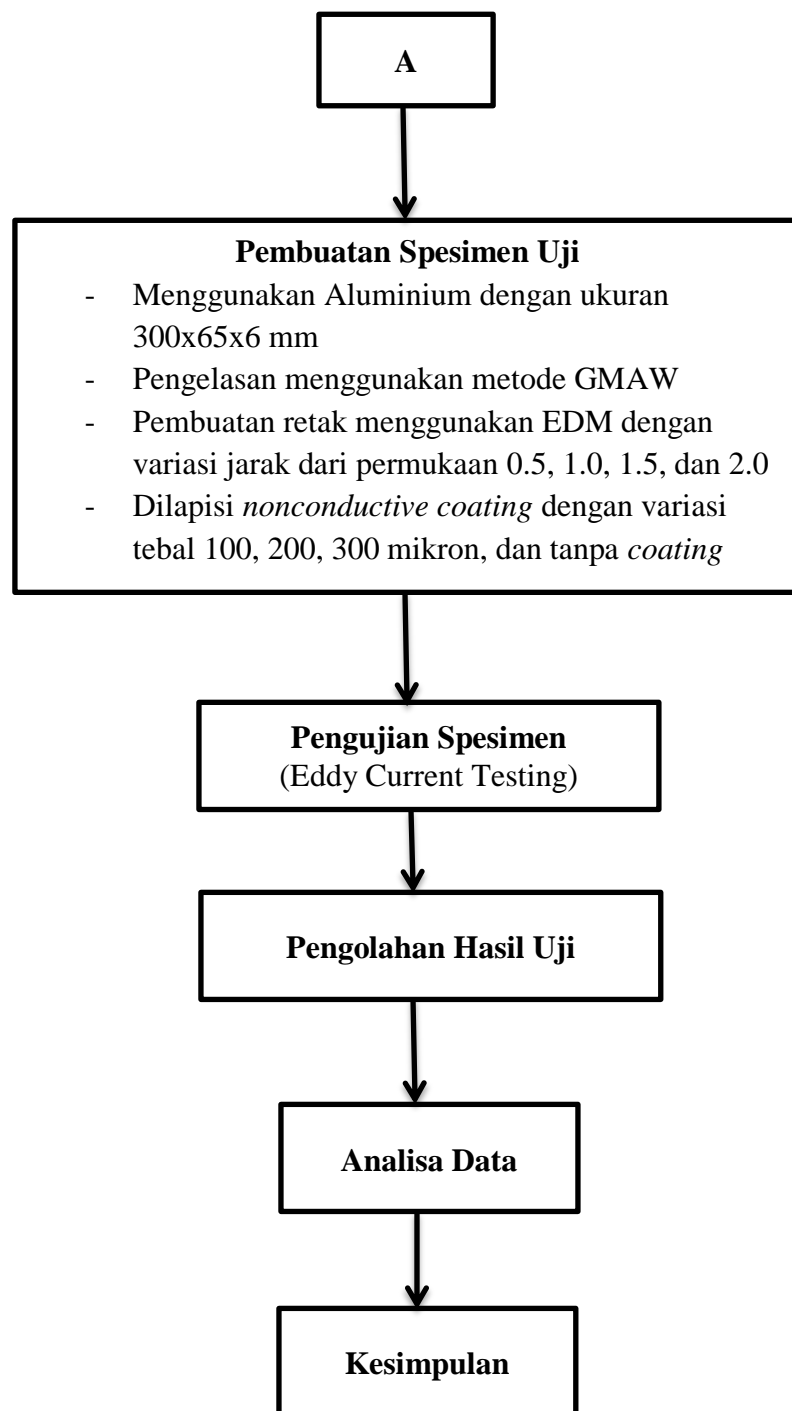 A
Pembuatan Spesimen Uji
- Menggunakan Aluminium dengan ukuran
300x65x6 mm
- Pengelasan menggunakan metode GMAW
- Pembuatan retak menggunakan EDM dengan
variasi jarak dari permukaan 0.5, 1.0, 1.5, dan 2.0
- Dilapisi nonconductive coating dengan variasi
tebal 100, 200, 300 mikron, dan tanpa coating
Pengujian Spesimen
(Eddy Current Testing)
Pengolahan Hasil Uji
Analisa Data
Kesimpulan